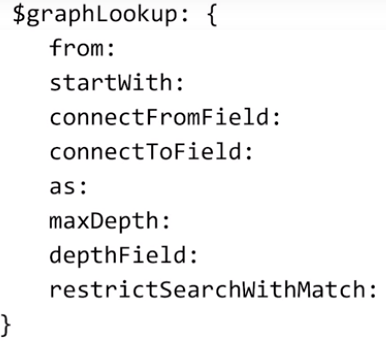 $graphLookup: {
from:
startWith:
connectFromField:
connectToField:
as:
maxDepth:
depthField:
restrictSearchWithMatch:
}